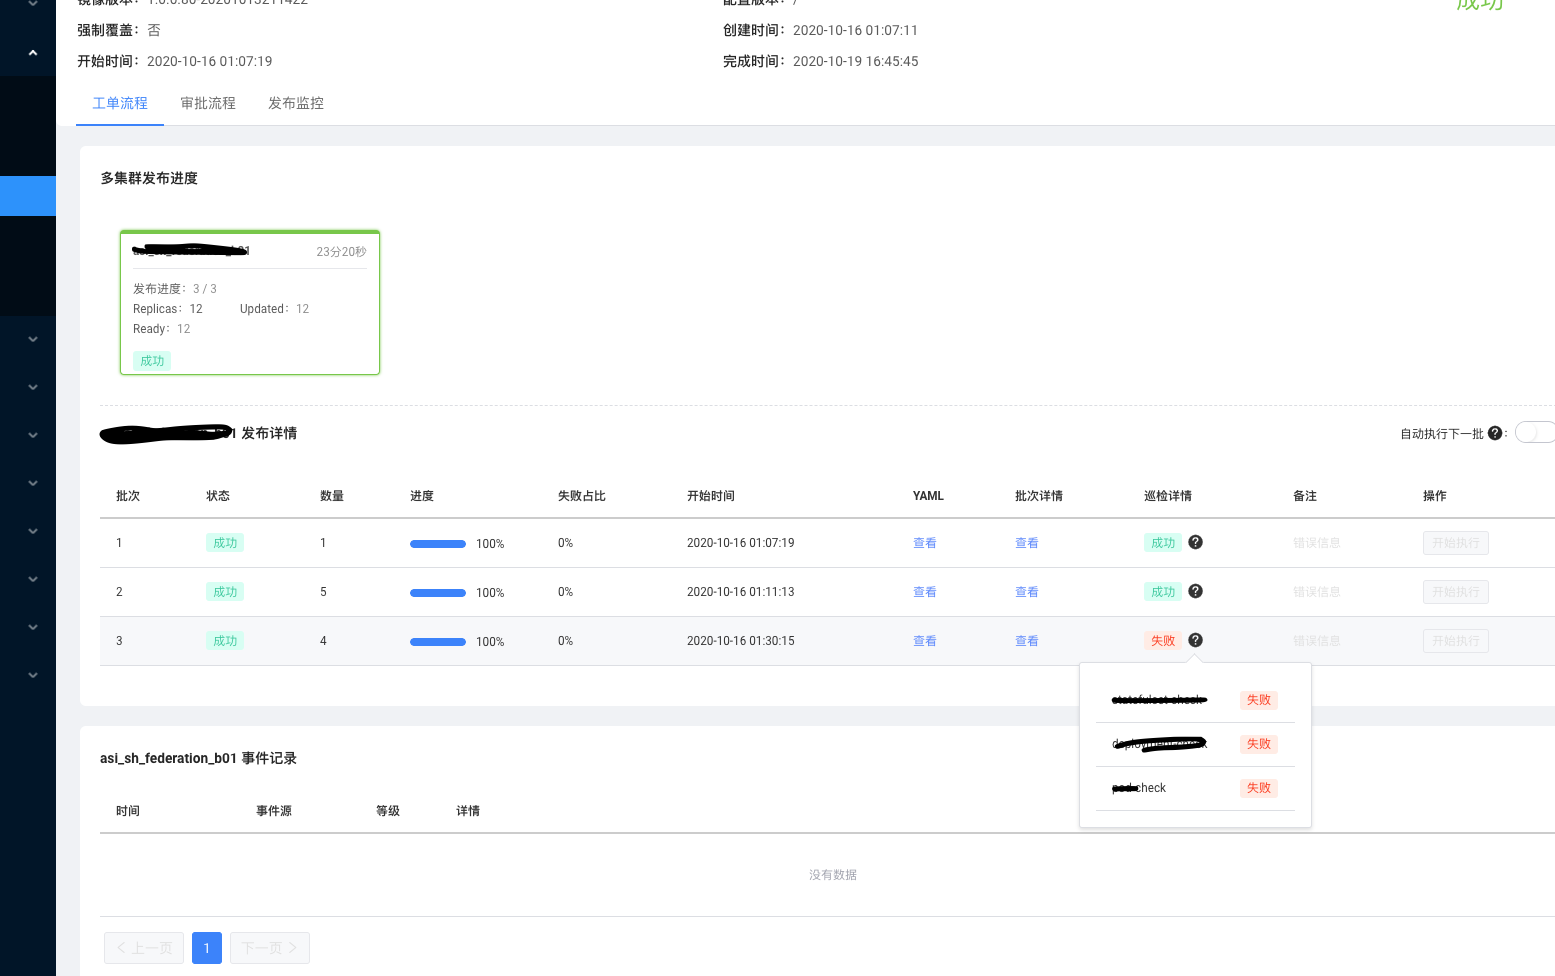 成功
强制覆盖： 否
创建时间： 2020-10-16 01:07:11
开始时间： 2020-10-16 01:07:19
完成时间： 2020-10-19 16:45:45
工单流程 审批流程 发布监控
多集群发布进度
23分20秒
发布进度： 3 / 3
Replicas： 12 Updated： 12
Ready： 12
成功
发布详情
自动执行下一批 ?：
批次 状态 数量 进度 失败占比 开始时间 YAML 批次详情 巡检详情 备注 操作
1 成功 1 100% 0% 2020-10-16 01:07:19 查看 查看 成功 ? 错误信息 开始执行
2 成功 5 100% 0% 2020-10-16 01:11:13 查看 查看 成功 ? 错误信息 开始执行
3 成功 4 100% 0% 2020-10-16 01:30:15 查看 查看 失败 ? 错误信息 开始执行
失败
失败
check 失败
asi_sh_federation_b01 事件记录
时间 事件源 等级 详情
没有数据
< 上一页 1 下一页 >